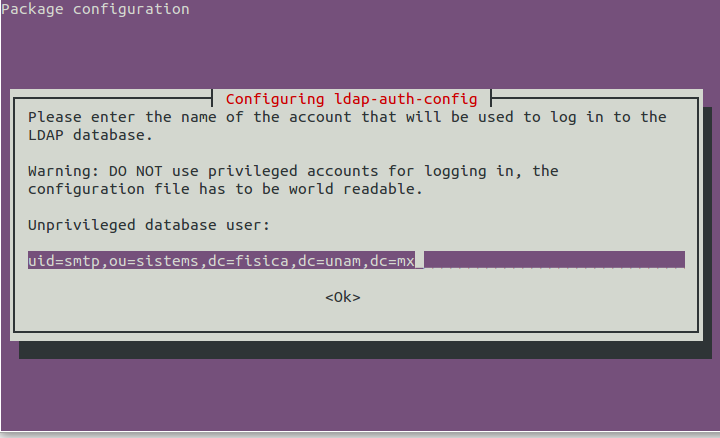 Package configuration
Configuring ldap-auth-config
Please enter the name of the account that will be used to log in to the
LDAP database.
Warning: DO NOT use privileged accounts for logging in, the
configuration file has to be world readable.
Unprivileged database user:
uid=smtp,ou=sistems,dc=fisica,dc=unam,dc=mx
<Ok>